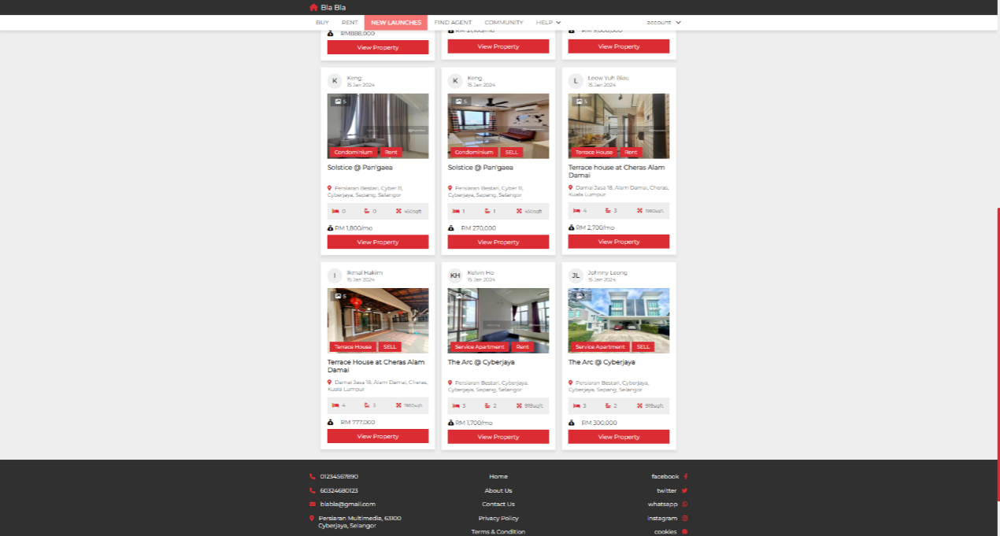 Bla Bla
BUY RENT NEW LAUNCHES FIND AGENT COMMUNITY HELP account
RM888,000
View Property
View Property
View Property
K Keng
15 Jan 2024
5
Condominium Rent
Solstice @ Pan'gaea
Persiaran Bestari, Cyber 11,
Cyberjaya, Sepang, Selangor
0 0 450sqft
RM 1,800/mo
View Property
K Keng
15 Jan 2024
5
Condominium SELL
Solstice @ Pan'gaea
Persiaran Bestari, Cyber 11,
Cyberjaya, Sepang, Selangor
1 1 450sqft
RM 270,000
View Property
L Leow Yuh Biau
15 Jan 2024
5
Terrace House Rent
Terrace house at Cheras Alam
Damai
Damai Jasa 18, Alam Damai, Cheras,
Kuala Lumpur
4 3 1980sqft
RM 2,700/mo
View Property
I Ikmal Hakim
15 Jan 2024
5
Terrace House SELL
Terrace House at Cheras Alam
Damai
Damai Jasa 18, Alam Damai, Cheras,
Kuala Lumpur
4 3
RM 777,000
View Property
KH Kelvin Ho
15 Jan 2024
5
Service Apartment Rent
The Arc @ Cyberjaya
Persiaran Bestari, Cyberjaya,
Cyberjaya, Sepang, Selangor
3 2 919sqft
RM 1,700/mo
View Property
JL Johnny Leong
15 Jan 2024
5
Service Apartment SELL
The Arc @ Cyberjaya
Persiaran Bestari, Cyberjaya,
Cyberjaya, Sepang, Selangor
3 2 919sqft
RM 300,000
View Property
01234567890
60324680123
blabla@gmail.com
Persiaran Multimedia, 63100
Cyberjaya, Selangor
Home
About Us
Contact Us
Privacy Policy
Terms & Condition
facebook
twitter
whatsapp
instagram
cookies